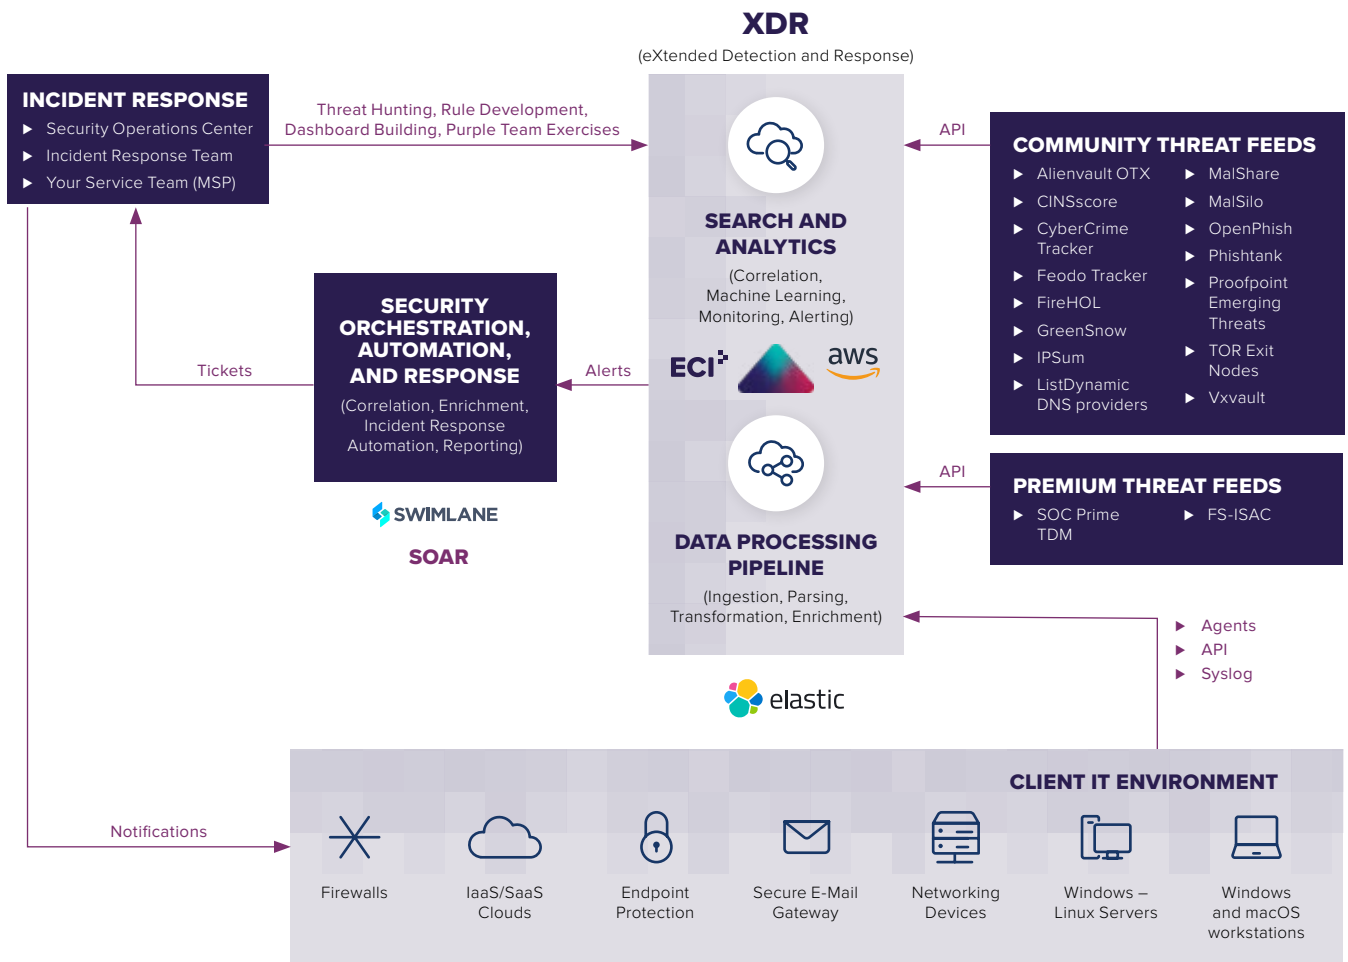 XDR
(eXtended Detection and Response)
INCIDENT RESPONSE
Security Operations Center
Incident Response Team
Your Service Team (MSP)
Threat Hunting, Rule Development,
Dashboard Building, Purple Team Exercises
SEARCH AND
ANALYTICS
(Correlation,
Machine Learning,
Monitoring, Alerting)
ECI
aws
DATA PROCESSING
PIPELINE
(Ingestion, Parsing,
Transformation, Enrichment)
elastic
API
COMMUNITY THREAT FEEDS
Alienvault OTX
CINSscore
CyberCrime
Tracker
Feodo Tracker
FireHOL
GreenSnow
IPSum
ListDynamic
DNS providers
MalShare
MalSilo
OpenPhish
Phishtank
Proofpoint
Emerging
Threats
TOR Exit
Nodes
Vxvault
API
PREMIUM THREAT FEEDS
SOC Prime
TDM
FS-ISAC
Alerts
SECURITY
ORCHESTRATION,
AUTOMATION,
AND RESPONSE
(Correlation, Enrichment,
Incident Response
Automation, Reporting)
SWIMLANE
SOAR
Tickets
Agents
API
Syslog
Notifications
CLIENT IT ENVIRONMENT
Firewalls
IaaS/SaaS
Clouds
Endpoint
Protection
Secure E-Mail
Gateway
Networking
Devices
Windows –
Linux Servers
Windows
and macOS
workstations